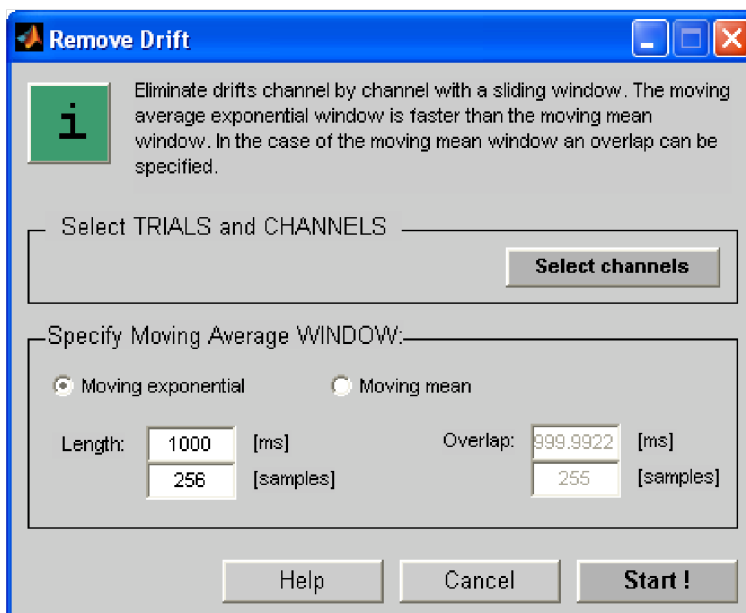 Remove Drift
i
Eliminate drifts channel by channel with a sliding window. The moving
average exponential window is faster than the moving mean
window. In the case of the moving mean window an overlap can be
specified.
Select TRIALS and CHANNELS
Select channels
Specify Moving Average WINDOW:
Moving exponential Moving mean
Length: 1000 [ms] Overlap: 999.9922 [ms]
256 [samples] 255 [samples]
Help Cancel Start !